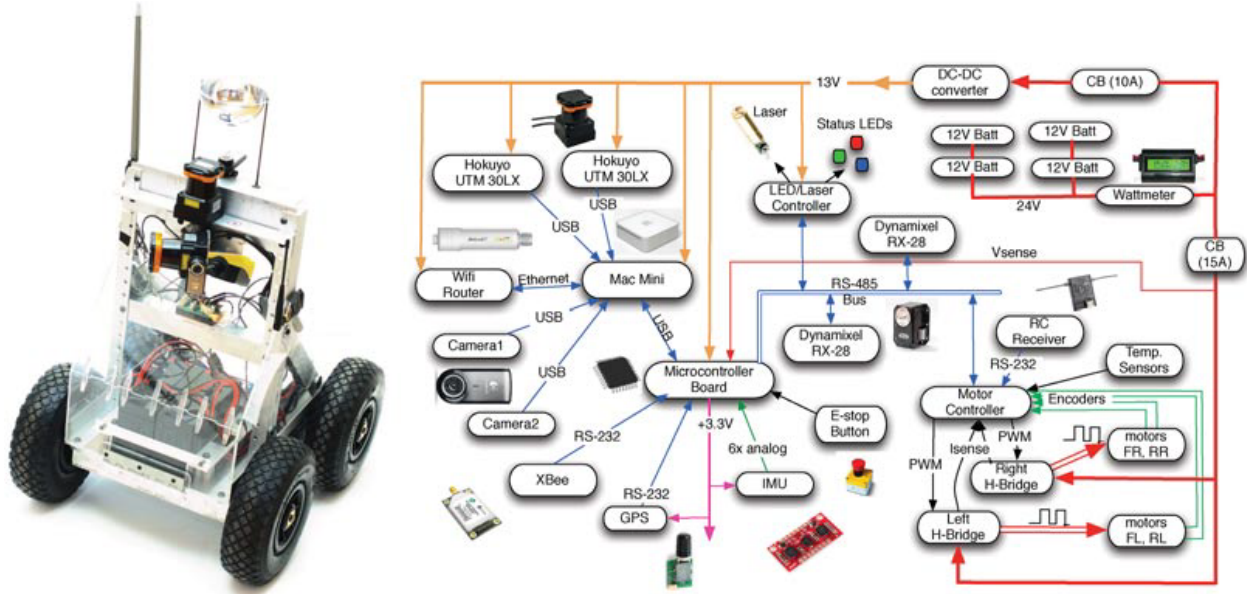 13V
DC-DC
converter
CB (10A)
Laser
Status LEDs
12V Batt
12V Batt
12V Batt
12V Batt
24V
Wattmeter
Hokuyo
UTM 30LX
Hokuyo
UTM 30LX
USB
USB
LED/Laser
Controller
Dynamixel
RX-28
CB
(15A)
Vsense
Wifi
Router
Ethernet
Mac Mini
RS-485
Bus
USB
USB
Camera1
Dynamixel
RX-28
RC
Receiver
RS-232
Temp.
Sensors
USB
Microcontroller
Board
Motor
Controller
Encoders
Camera2
+3.3V
E-stop
Button
RS-232
6x analog
PWM
Isense
PWM
motors
FR, RR
XBee
RS-232
IMU
Right
H-Bridge
GPS
Left
H-Bridge
motors
FL, RL